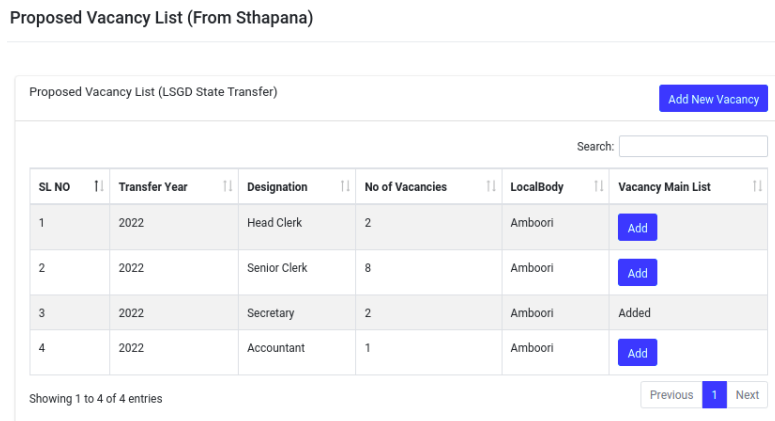 Proposed Vacancy List (From Sthapana)
Proposed Vacancy List (LSGD State Transfer)
Add New Vacancy
Search:
SL NO Transfer Year Designation No of Vacancies LocalBody Vacancy Main List
1 2022 Head Clerk 2 Amboori Add
2 2022 Senior Clerk 8 Amboori Add
3 2022 Secretary 2 Amboori Added
4 2022 Accountant 1 Amboori Add
Showing 1 to 4 of 4 entries
Previous 1 Next